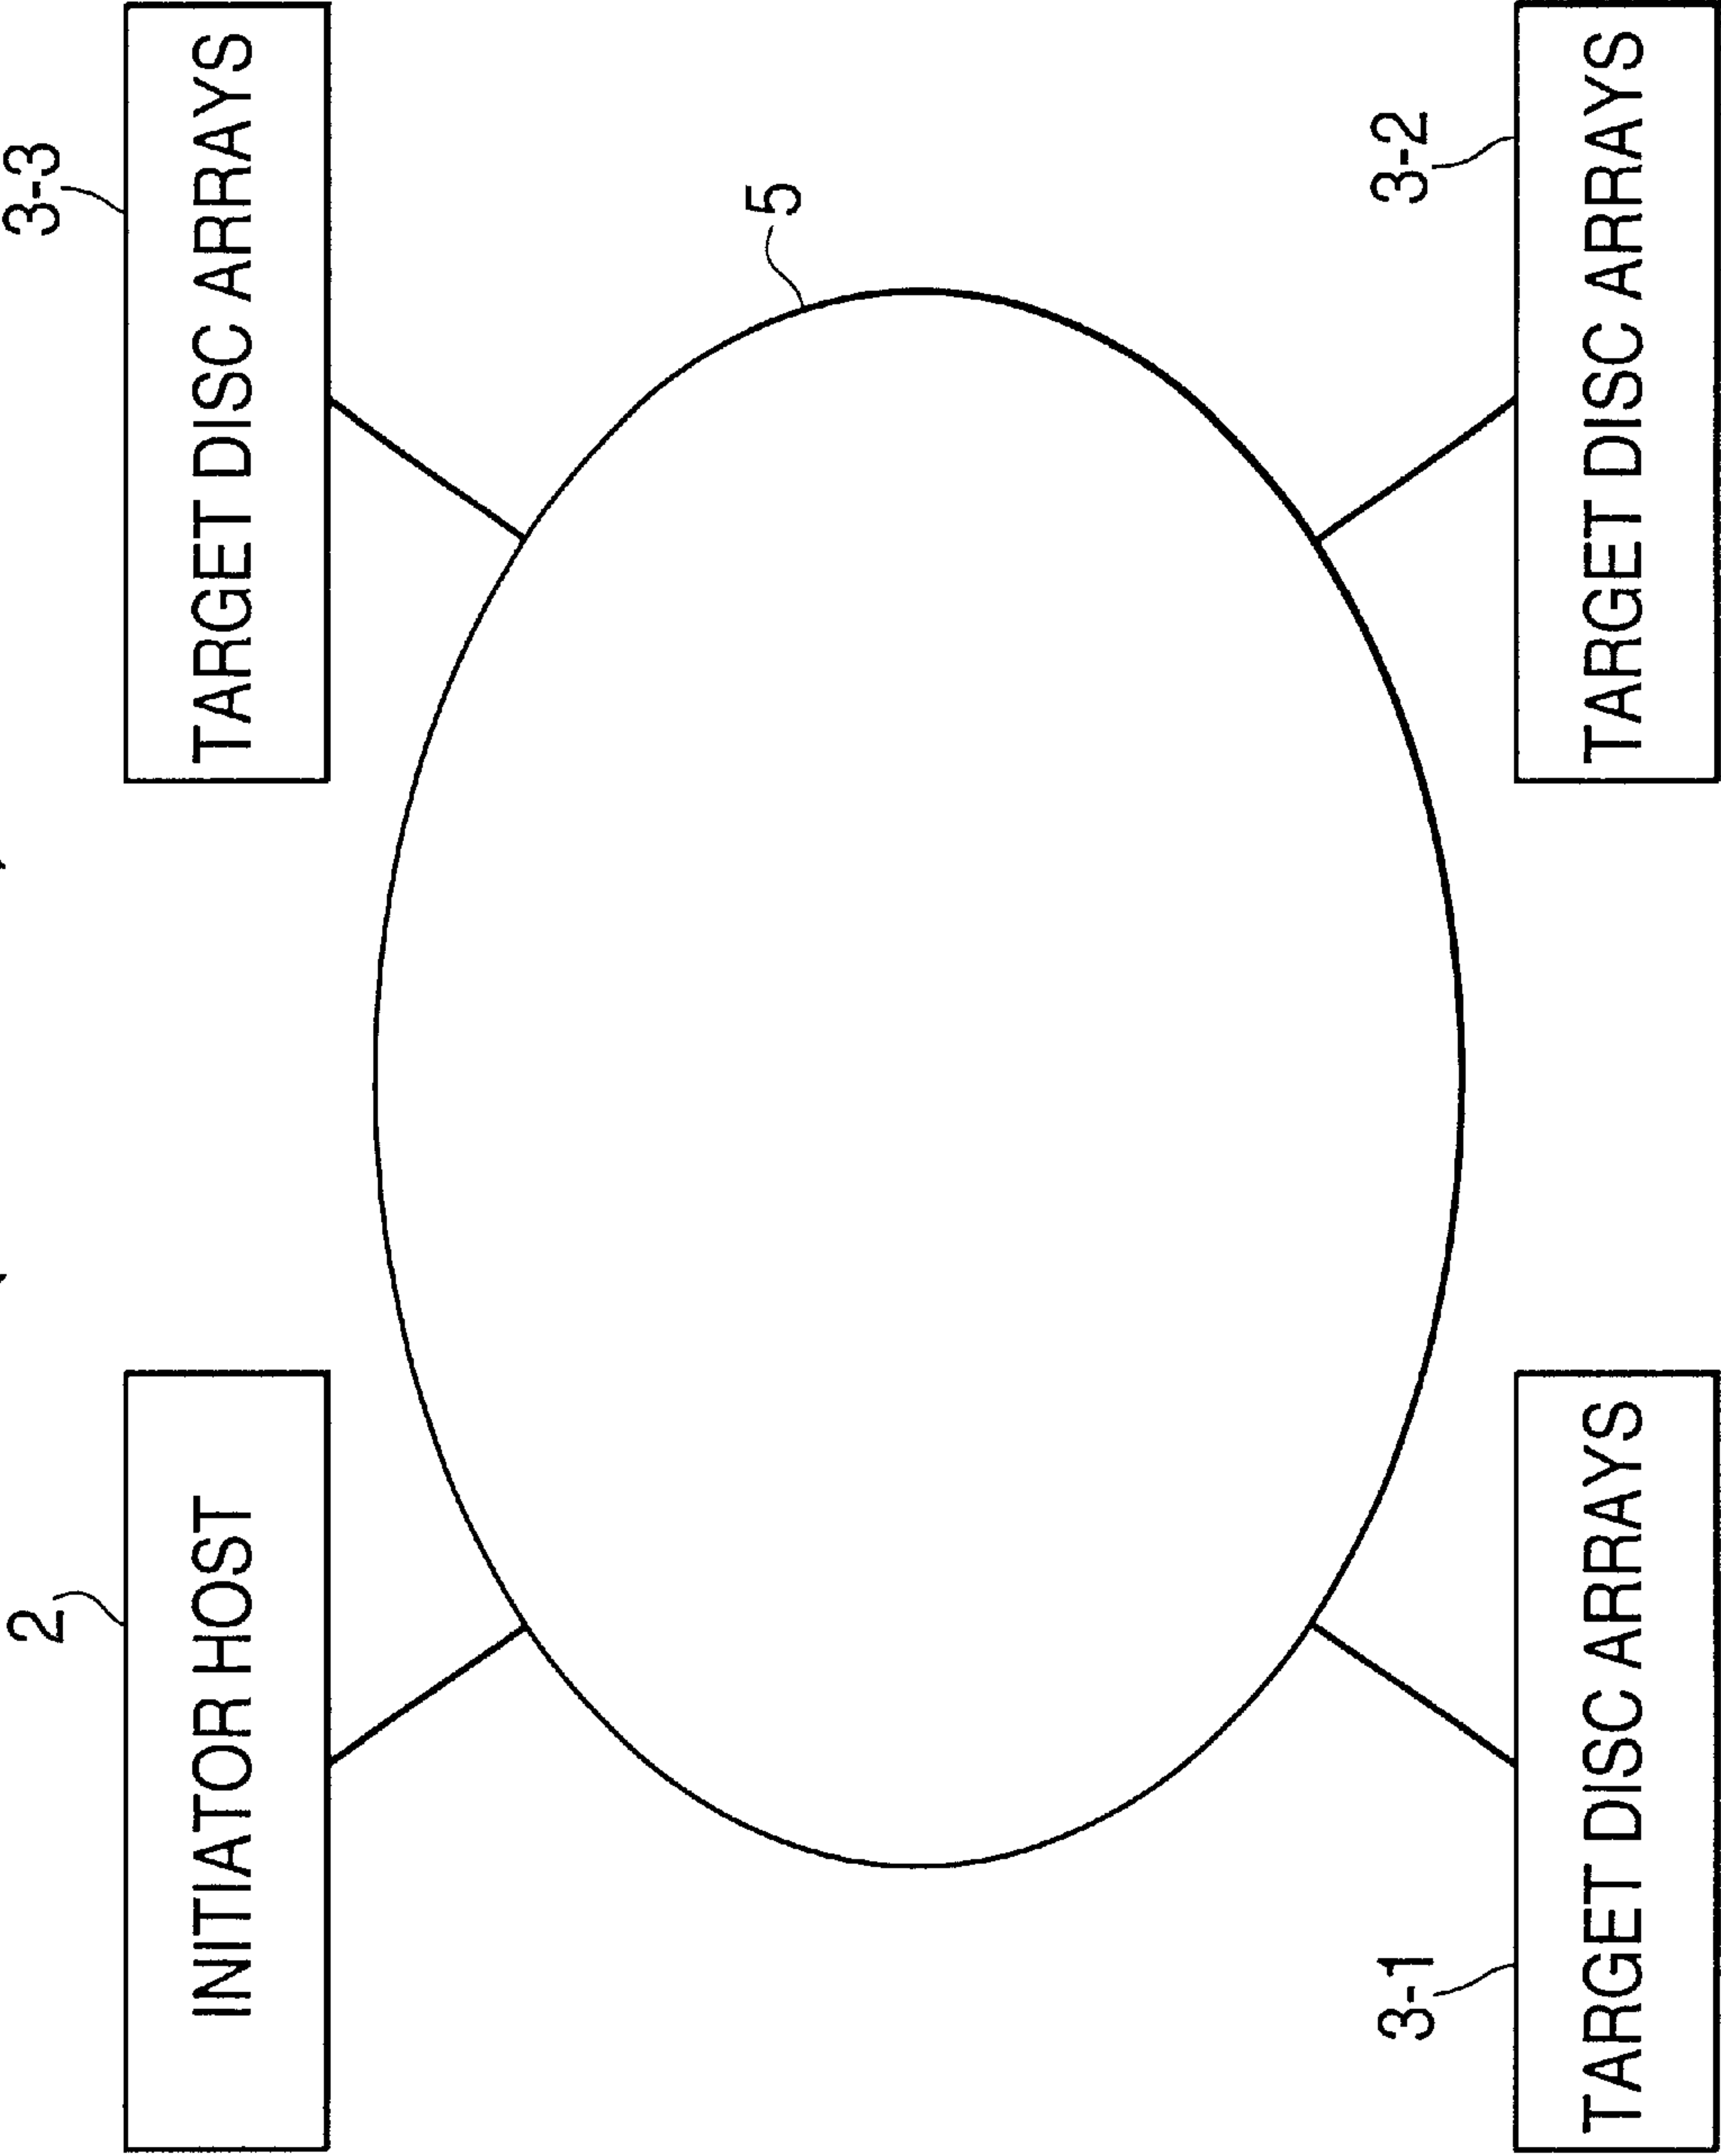 2
INITIATOR HOST
3-3
TARGET DISC ARRAYS
5
3-1
TARGET DISC ARRAYS
3-2
TARGET DISC ARRAYS